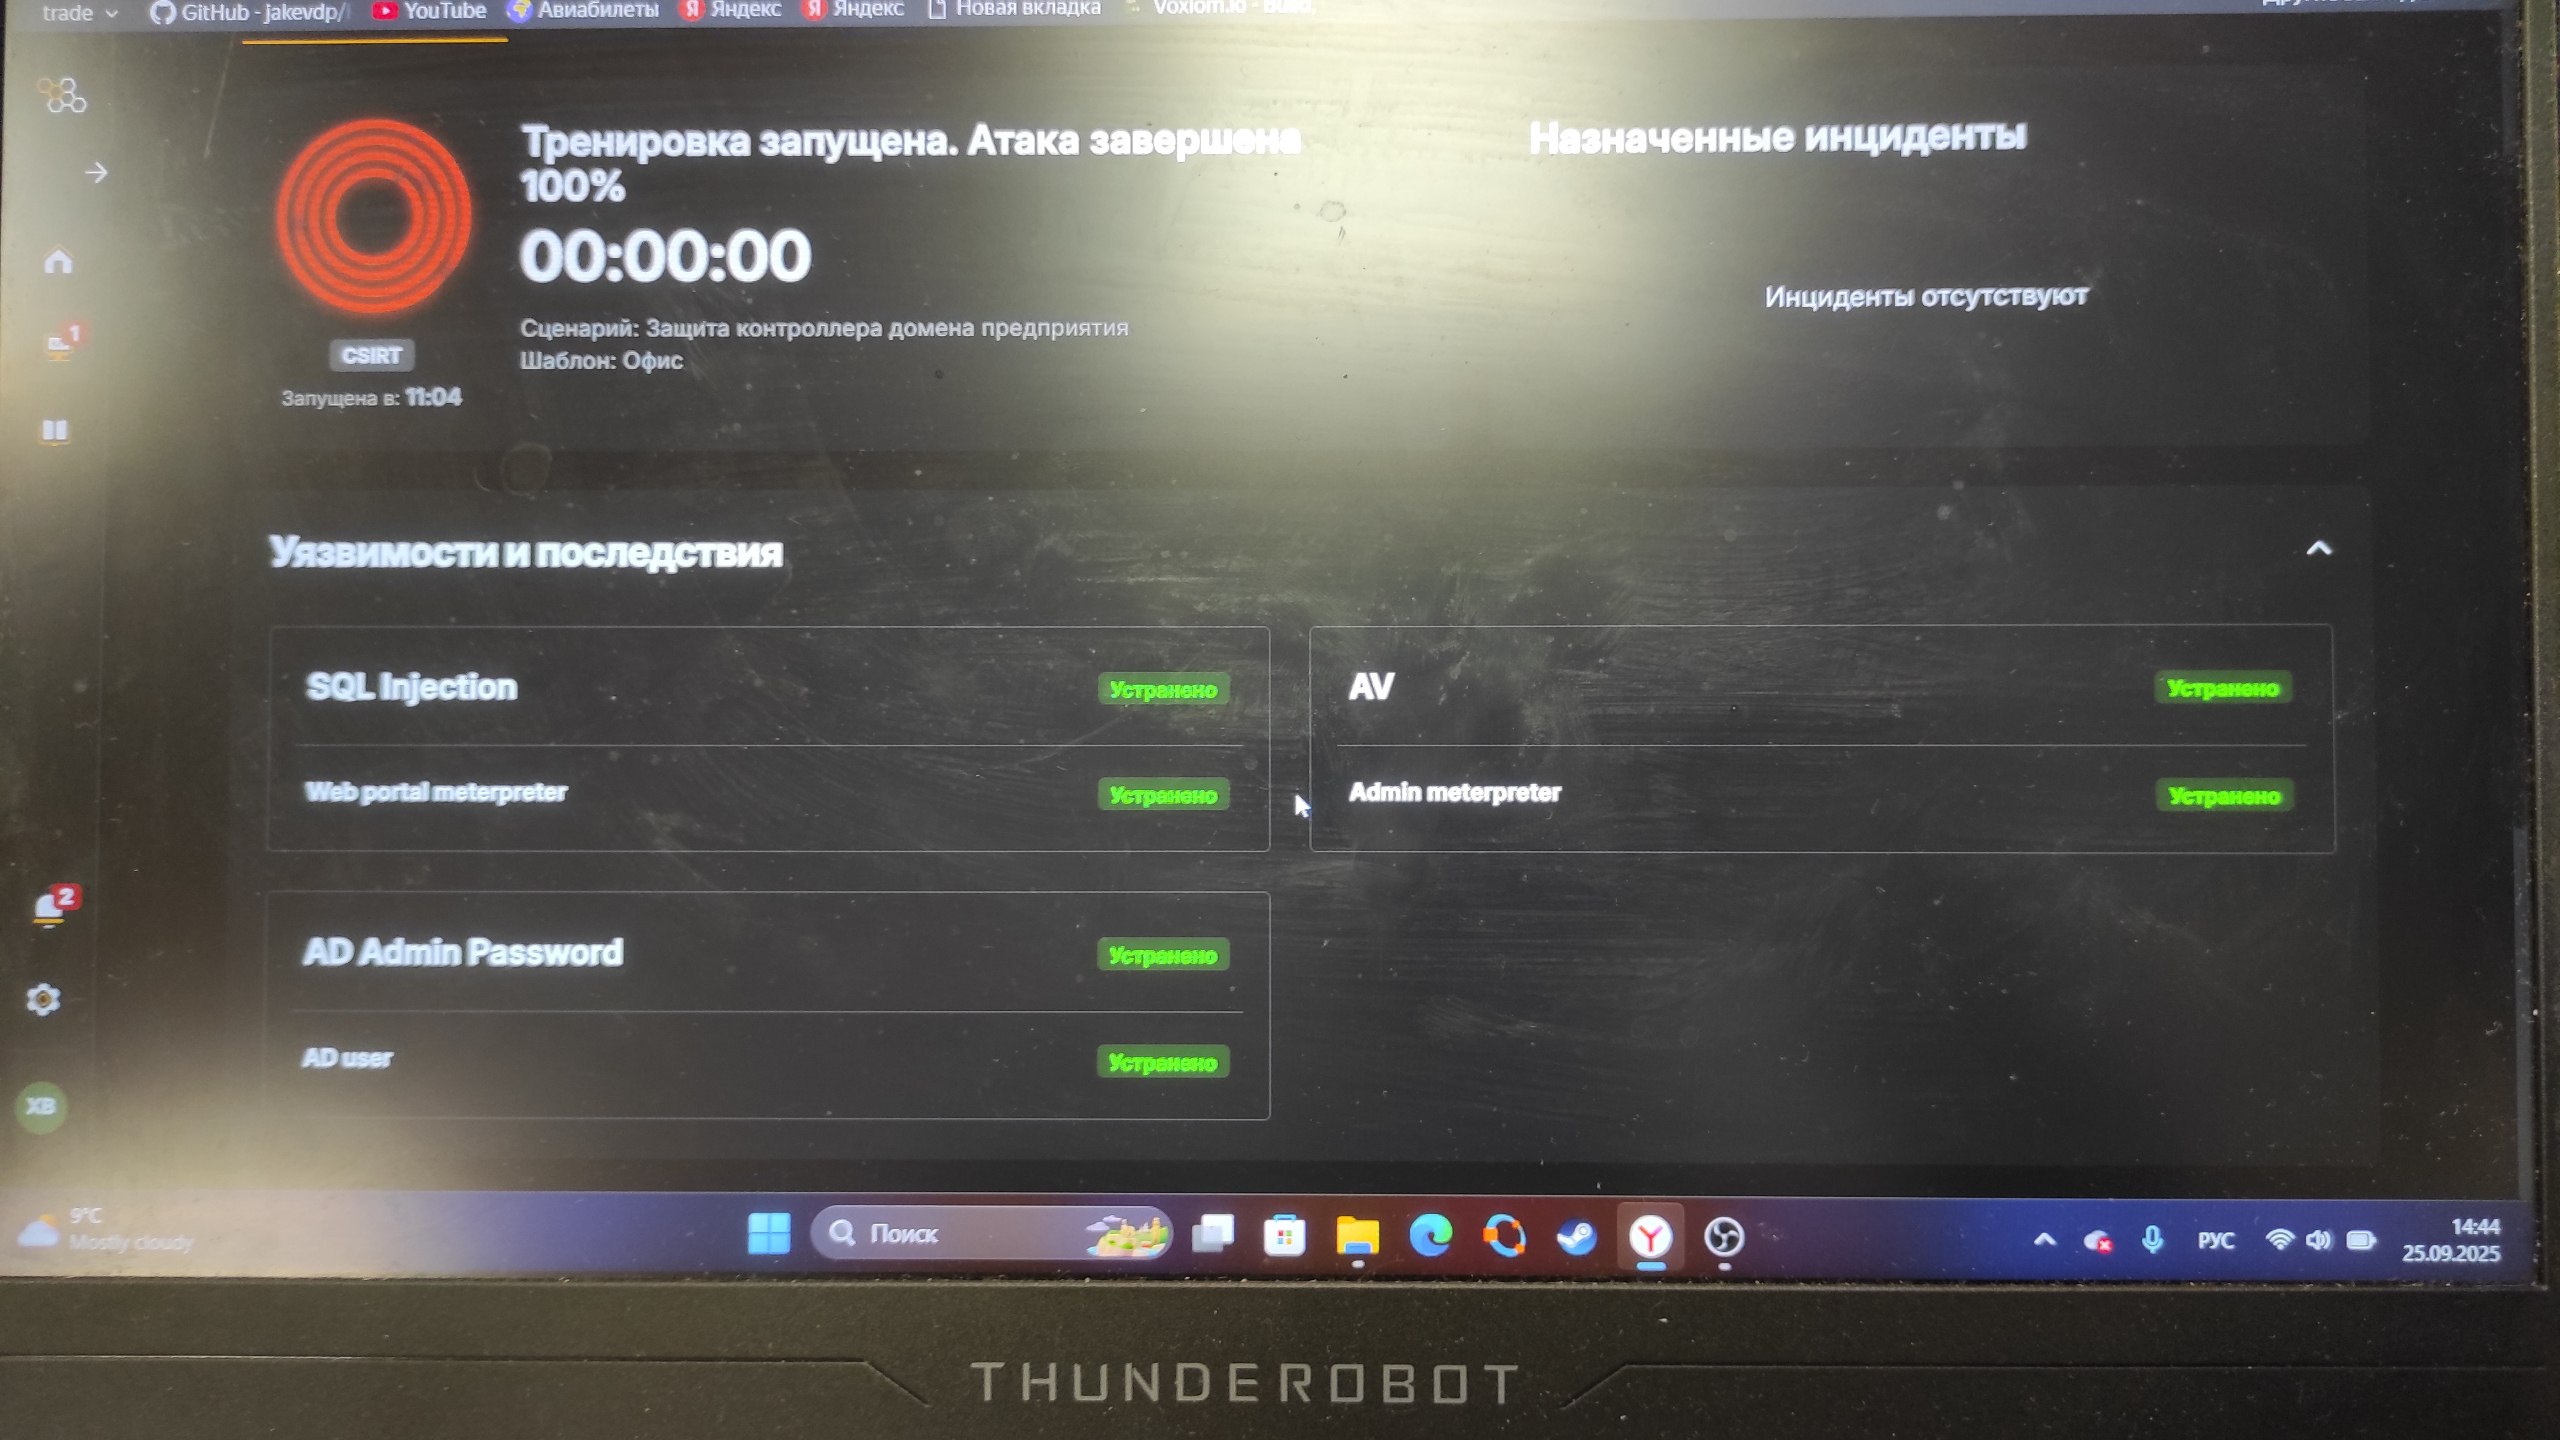 trade
GitHub - jakevdp/
YouTube
Авиабилеты
Яндекс
Яндекс
Новая вкладка
Voxiom.io - Build,
Тренировка запущена. Атака завершена
100%
00:00:00
Сценарий: Защита контроллера домена предприятия
Шаблон: Офис
CSIRT
Запущена в: 11:04
Назначенные инциденты
Инциденты отсутствуют
1
Уязвимости и последствия
SQL Injection
Устранено
Web portal meterpreter
Устранено
AV
Устранено
Admin meterpreter
Устранено
AD Admin Password
Устранено
AD user
Устранено
2
XB
9°C
Mostly cloudy
Поиск
РУС
14:44
25.09.2025
THUNDEROBOT